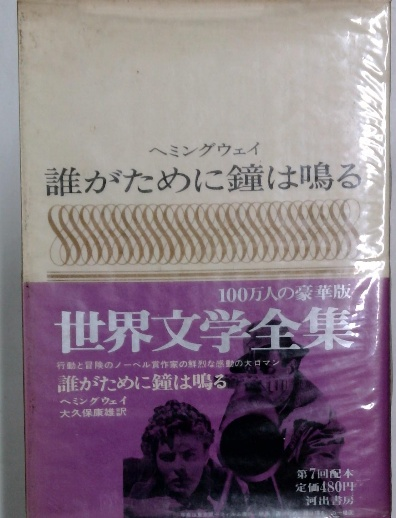 ヘミングウェイ
誰がために鐘は鳴る
100万人の豪華版
世界文学全集
行動と冒険のノーベル賞作家の鮮烈な感動の大ロマン
誰がために鐘は鳴る
ヘミングウェイ
大久保康雄訳
第7回配本
定価480円
河出書房